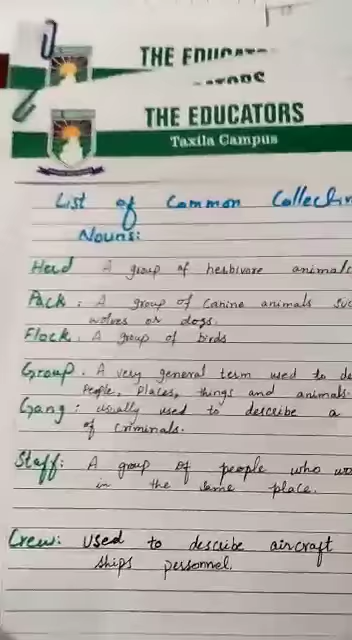 THE EDUCATORS
THE EDUCATORS
Taxila Campus
List of Common
Nouns:
Herd A group of herbivore animals
Pack: A group of canine animals
wolves or dogs.
Flock. A group of birds
Group. A very general term used to
People, Places, things and animals.
Gang: usually used to describe a
of criminals.
Staff: A group of people who
in the same place.
Crew: used to describe aircraft
ships personnel.